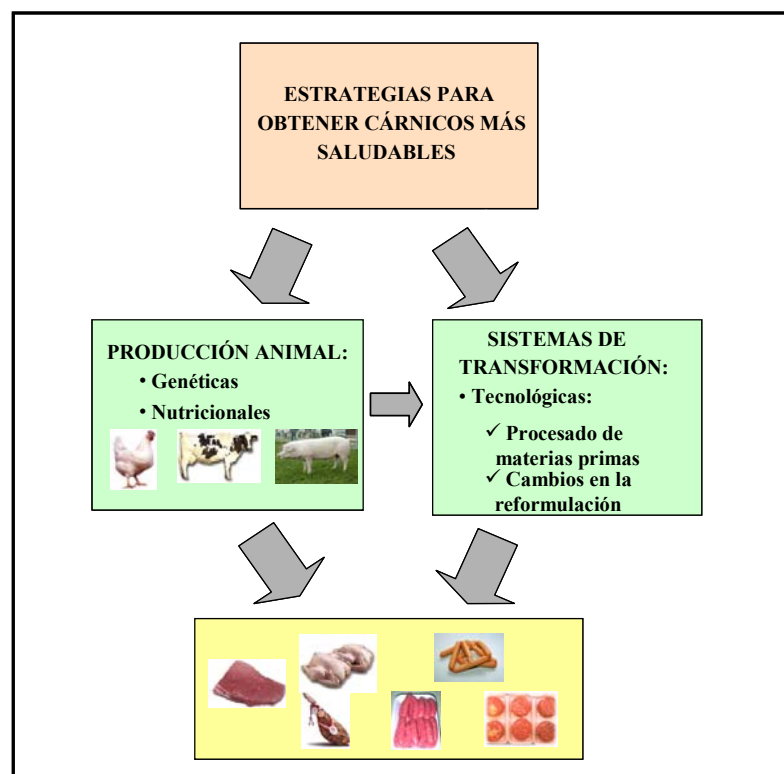 ESTRATEGIAS PARA
OBTENER CÁRNICOS MÁS
SALUDABLES
PRODUCCIÓN ANIMAL:
• Genéticas
• Nutricionales
SISTEMAS DE
TRANSFORMACIÓN:
• Tecnológicas:
✓ Procesado de
materias primas
✓ Cambios en la
reformulación